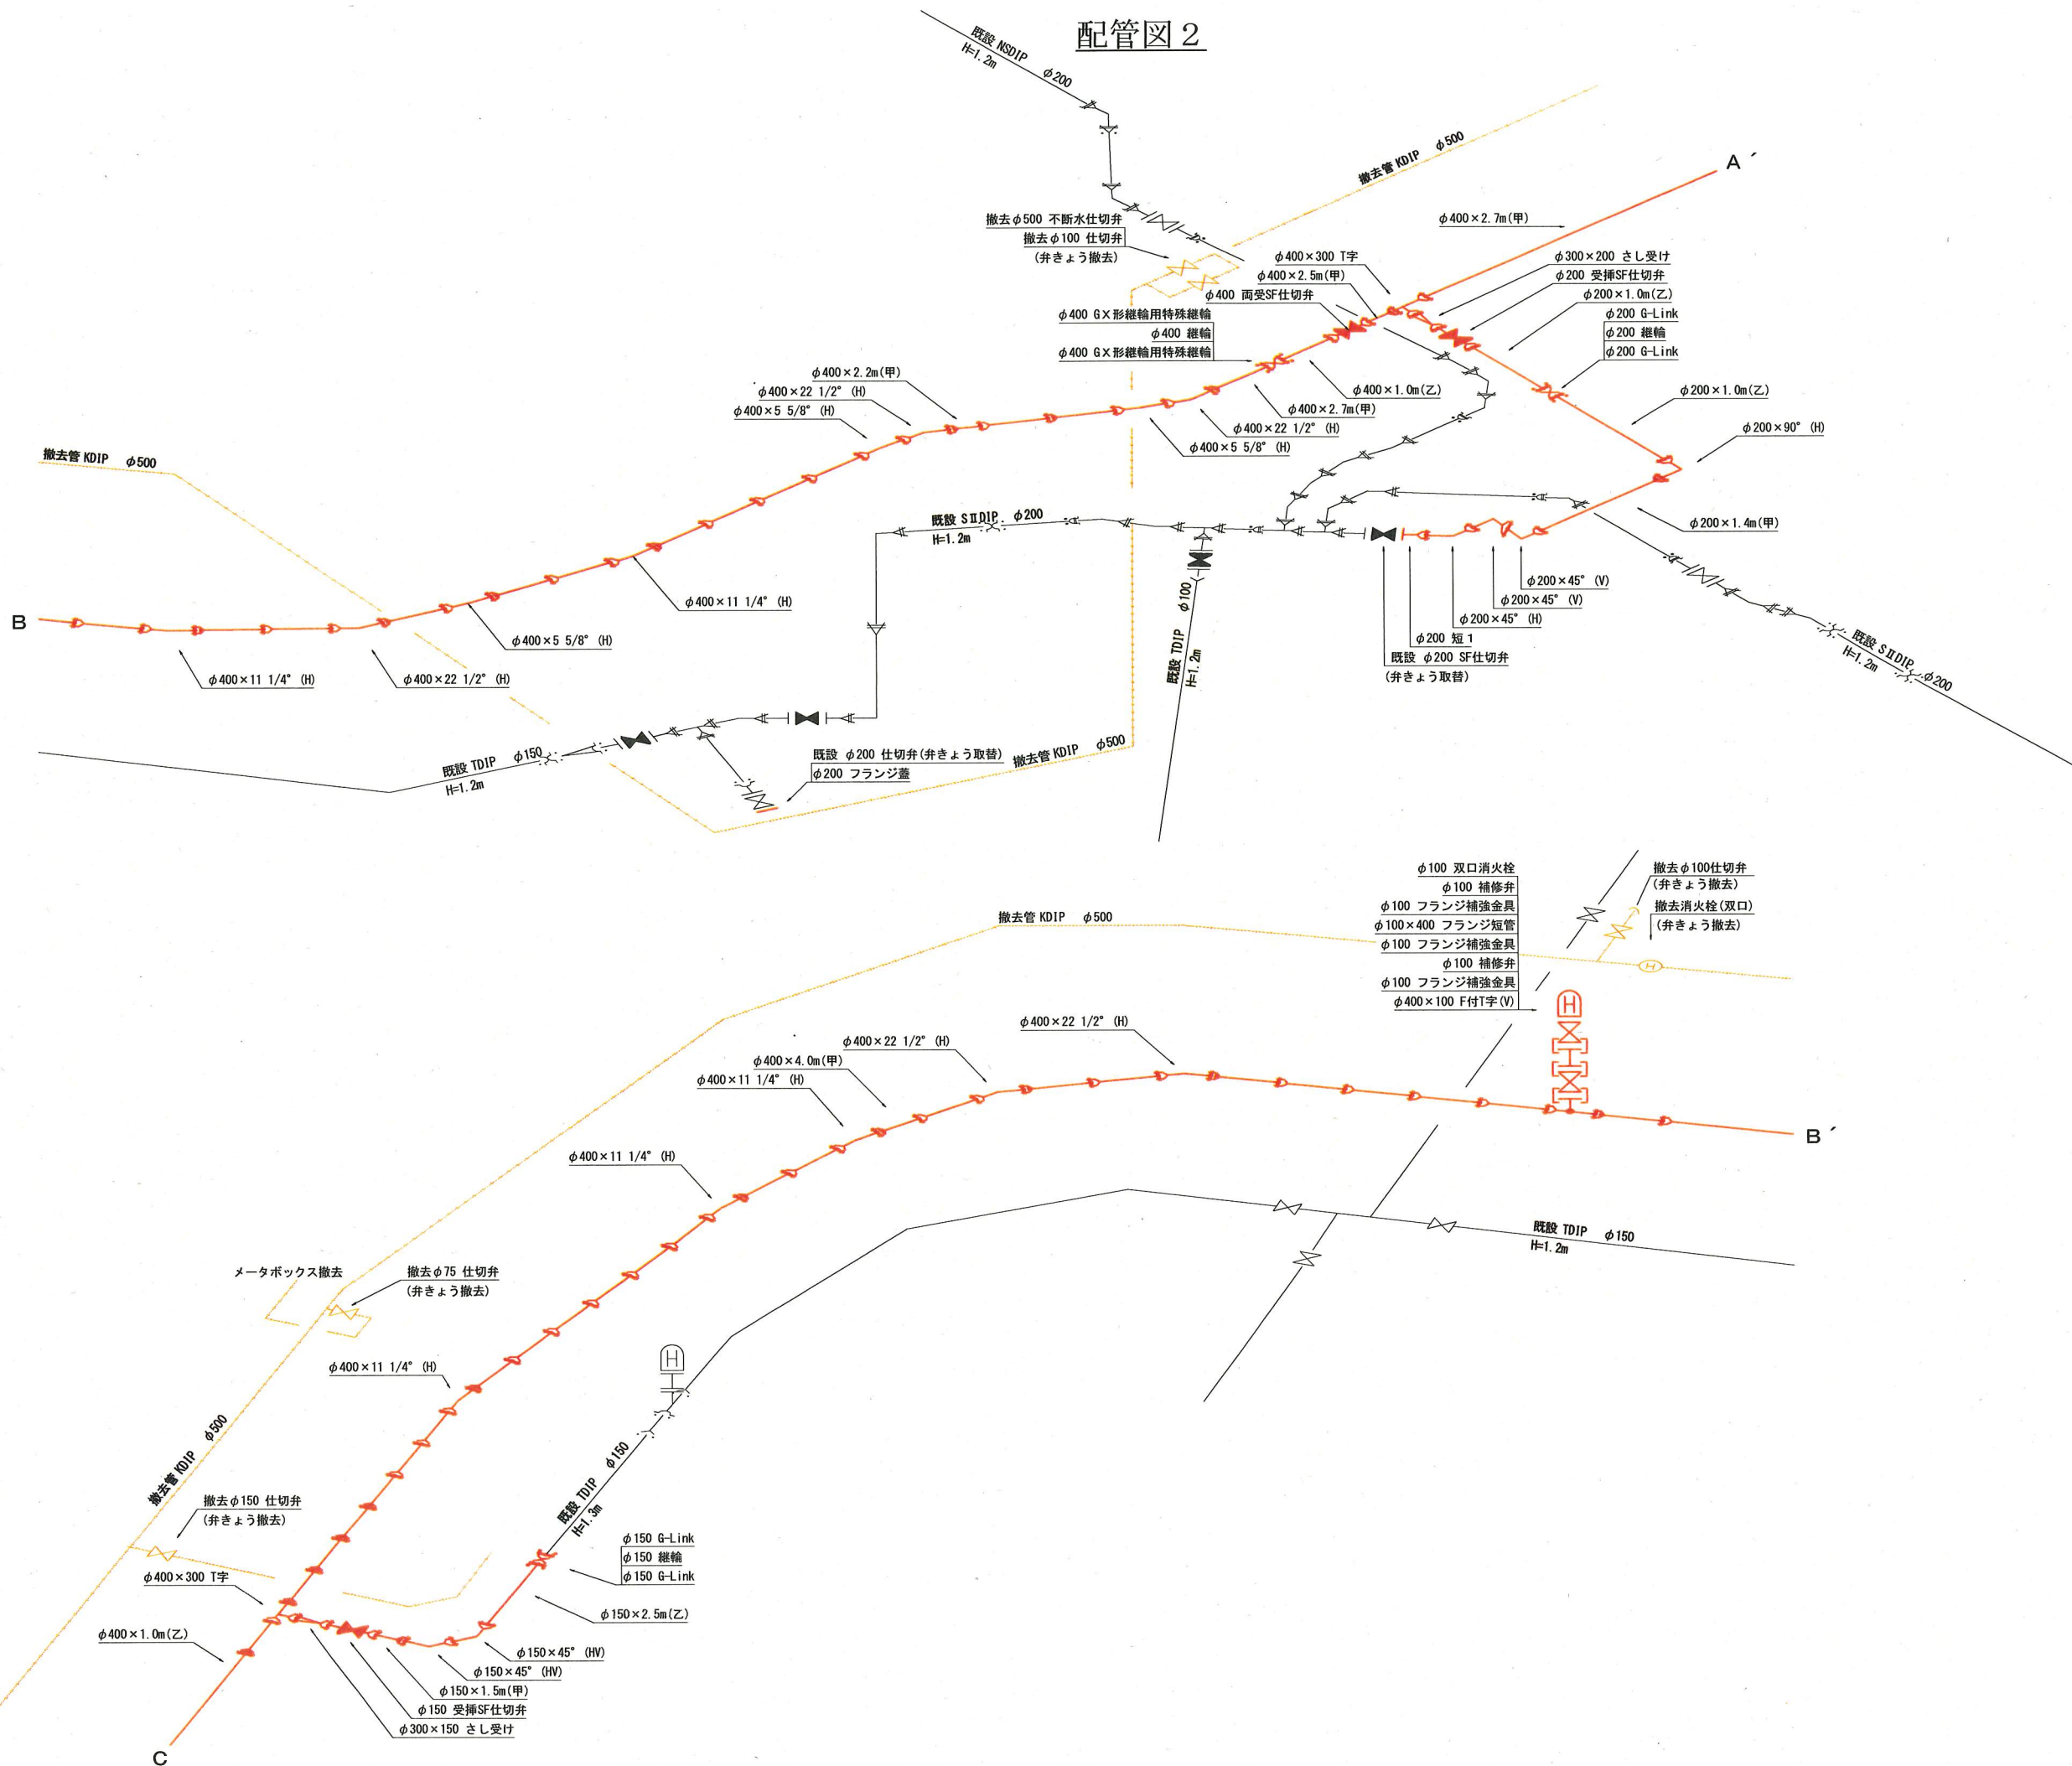 配管図２
既設 NSDIP φ200
H=1.2m
撤去管 KDIP φ500
A´
φ400×2.7m(甲)
撤去φ500 不断水仕切弁
撤去φ100 仕切弁
(弁きょう撤去)
φ400×300 T字
φ400×2.5m(甲)
φ400 両受SF仕切弁
φ300×200 さし受け
φ200 受挿SF仕切弁
φ200×1.0m(乙)
φ200 G-Link
φ200 継輪
φ200 G-Link
φ400 GX形継輪用特殊継輪
φ400 継輪
φ400 GX形継輪用特殊継輪
φ400×2.2m(甲)
φ400×22 1/2° (H)
φ400×5 5/8° (H)
φ400×1.0m(乙)
φ400×2.7m(甲)
φ400×22 1/2° (H)
φ400×5 5/8° (H)
φ200×1.0m(乙)
φ200×90° (H)
φ200×1.4m(甲)
撤去管 KDIP φ500
既設 SⅡDIP φ200
H=1.2m
φ200×45° (V)
φ200×45° (V)
φ200×45° (H)
φ200 短1
既設 φ200 SF仕切弁
(弁きょう取替)
B
φ400×11 1/4° (H)
φ400×5 5/8° (H)
φ400×11 1/4° (H)
φ400×22 1/2° (H)
既設 TDIP φ100
H=1.2m
既設 SⅡDIP φ200
H=1.2m
既設 TDIP φ150
H=1.2m
既設 φ200 仕切弁(弁きょう取替)
φ200 フランジ蓋
撤去管 KDIP φ500
φ100 双口消火栓
φ100 補修弁
φ100 フランジ補強金具
φ100×400 フランジ短管
φ100 フランジ補強金具
φ100 補修弁
φ100 フランジ補強金具
φ400×100 F付T字(V)
撤去φ100仕切弁
(弁きょう撤去)
撤去消火栓(双口)
(弁きょう撤去)
撤去管 KDIP φ500
H
H
φ400×22 1/2° (H)
φ400×22 1/2° (H)
φ400×4.0m(甲)
φ400×11 1/4° (H)
B´
φ400×11 1/4° (H)
既設 TDIP φ150
H=1.2m
メータボックス撤去
撤去φ75 仕切弁
(弁きょう撤去)
H
φ400×11 1/4° (H)
撤去管 KDIP φ500
既設 TDIP φ150
H=1.3m
撤去φ150 仕切弁
(弁きょう撤去)
φ150 G-Link
φ150 継輪
φ150 G-Link
φ400×300 T字
φ150×2.5m(乙)
φ400×1.0m(乙)
φ150×45° (HV)
φ150×45° (HV)
φ150×1.5m(甲)
φ150 受挿SF仕切弁
φ300×150 さし受け
C